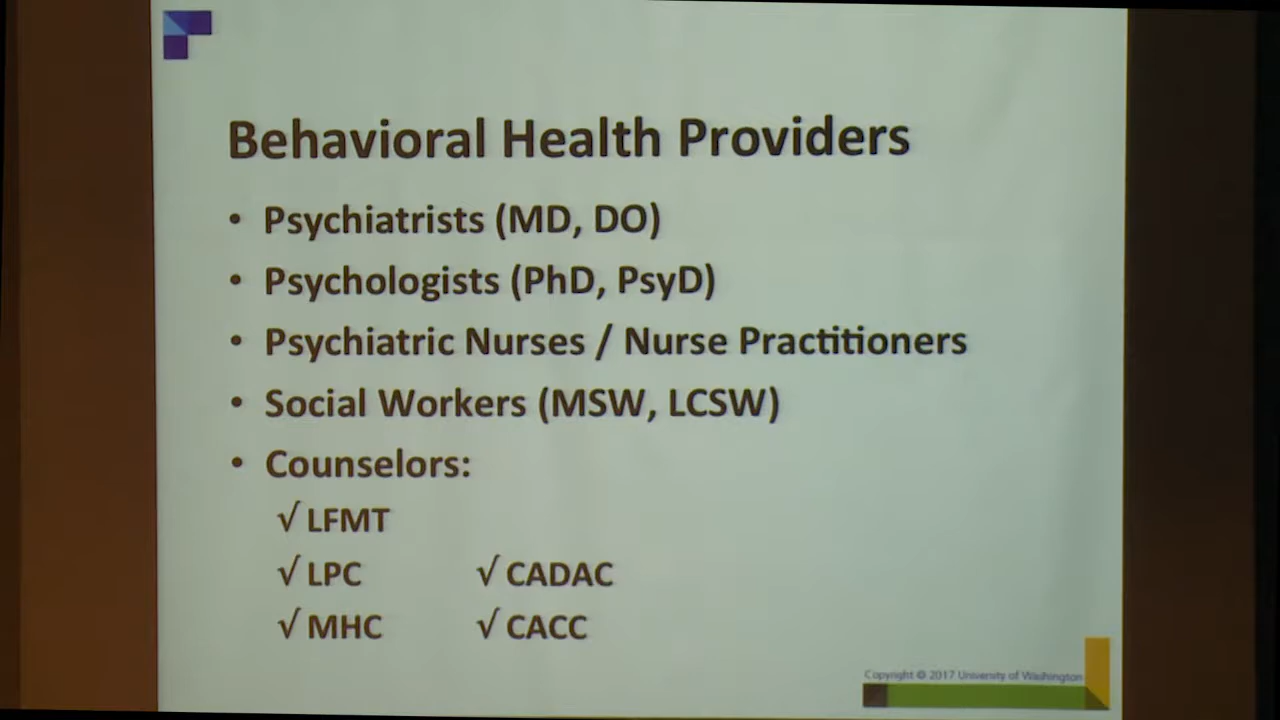 Behavioral Health Providers
• Psychiatrists (MD, DO)
• Psychologists (PhD, PsyD)
• Psychiatric Nurses / Nurse Practitioners
• Social Workers (MSW, LCSW)
• Counselors:
√ LFMT
√ LPC √ CADAC
√ MHC √ CACC
Copyright © 2017 University of Washington